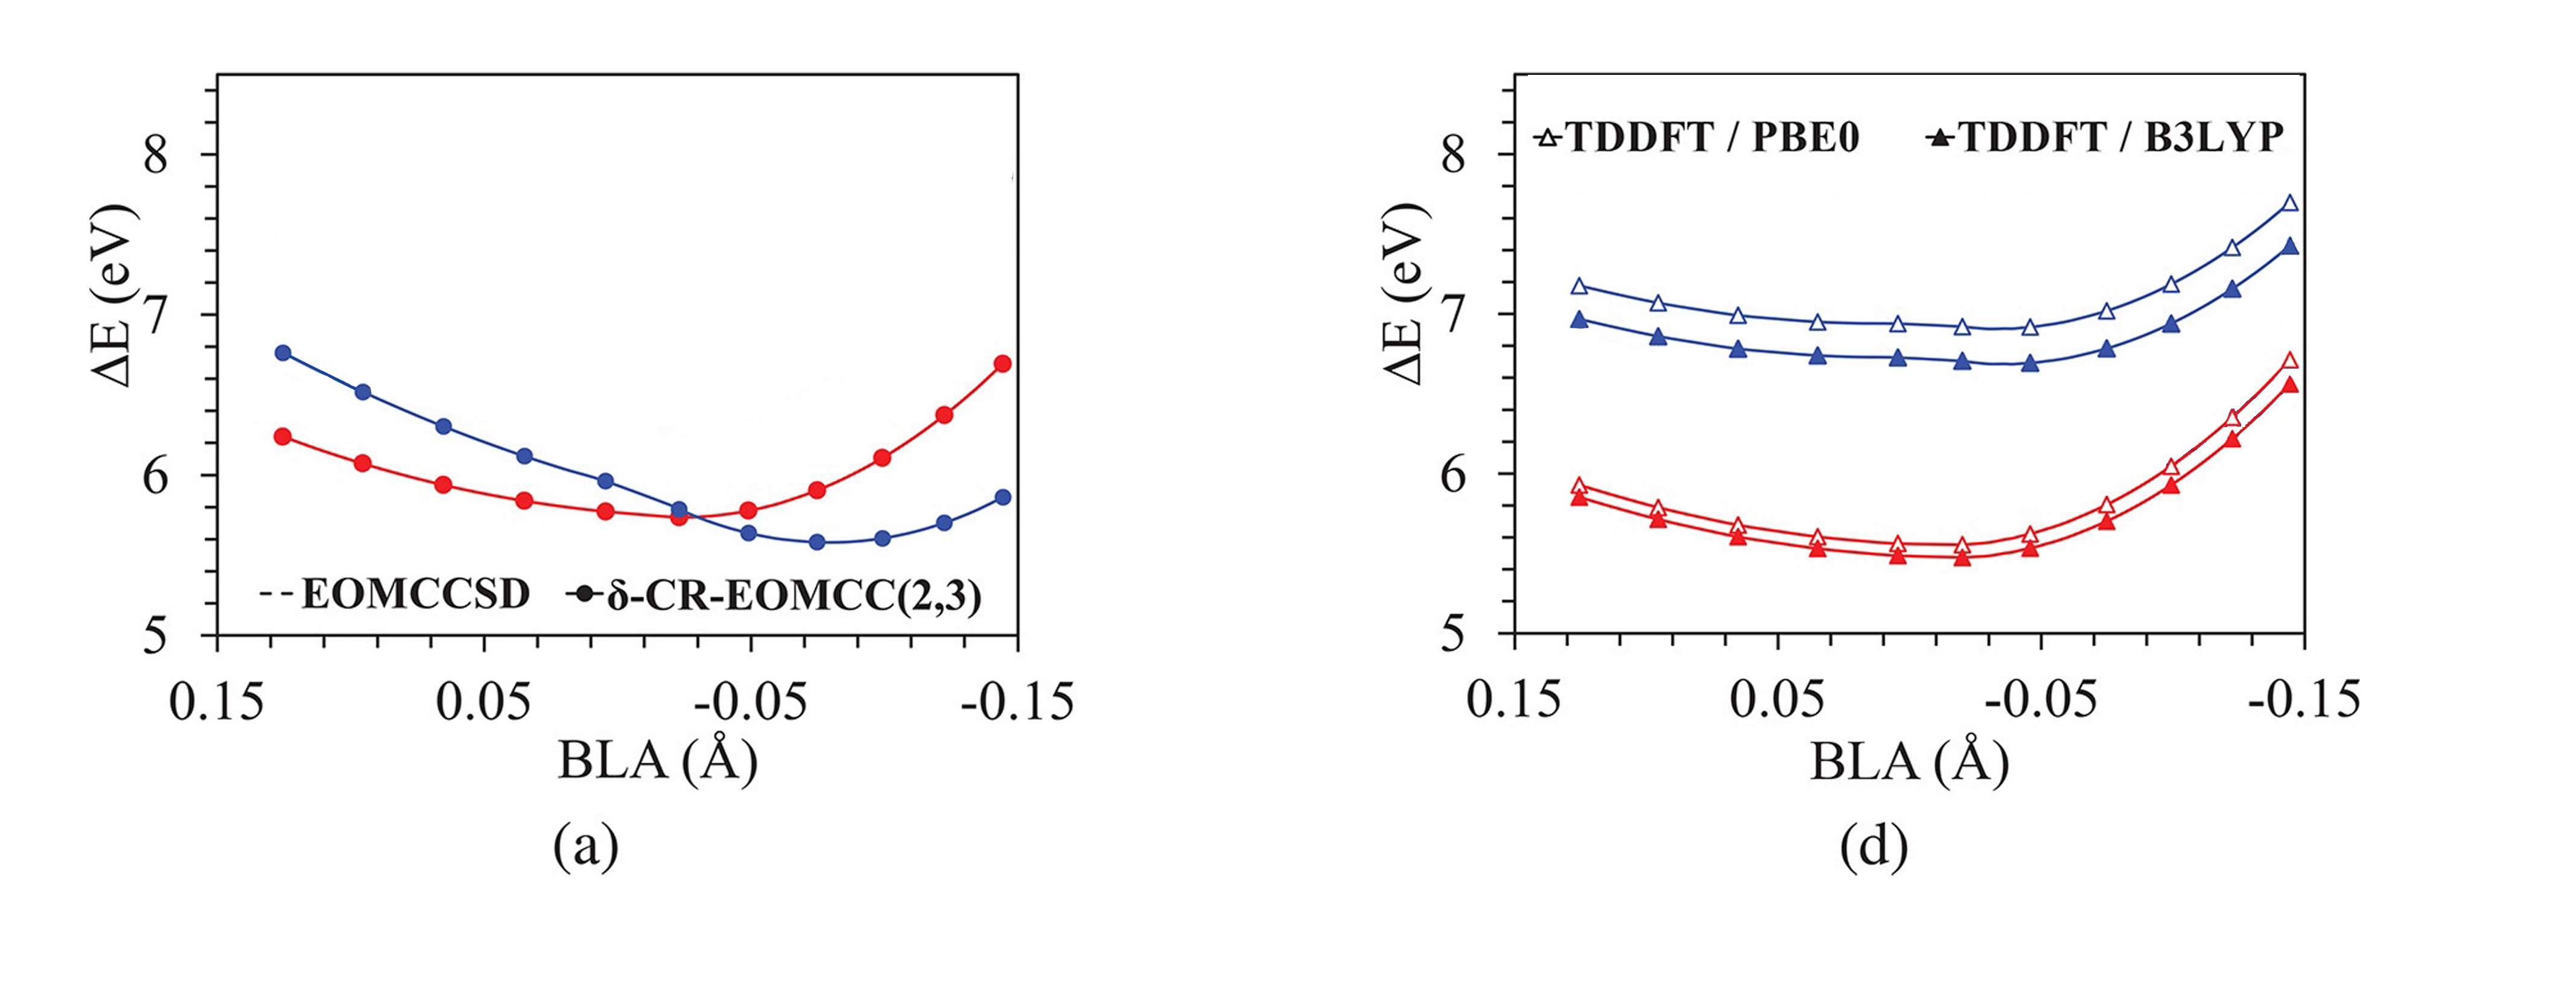 8
7
6
5
ΔE (eV)
-- EOMCCSD δ-CR-EOMCC(2,3)
0.15 0.05 -0.05 -0.15
BLA (Å)
(a)
TDDFT / PBE0 TDDFT / B3LYP
8
7
6
5
ΔE (eV)
0.15 0.05 -0.05 -0.15
BLA (Å)
(d)